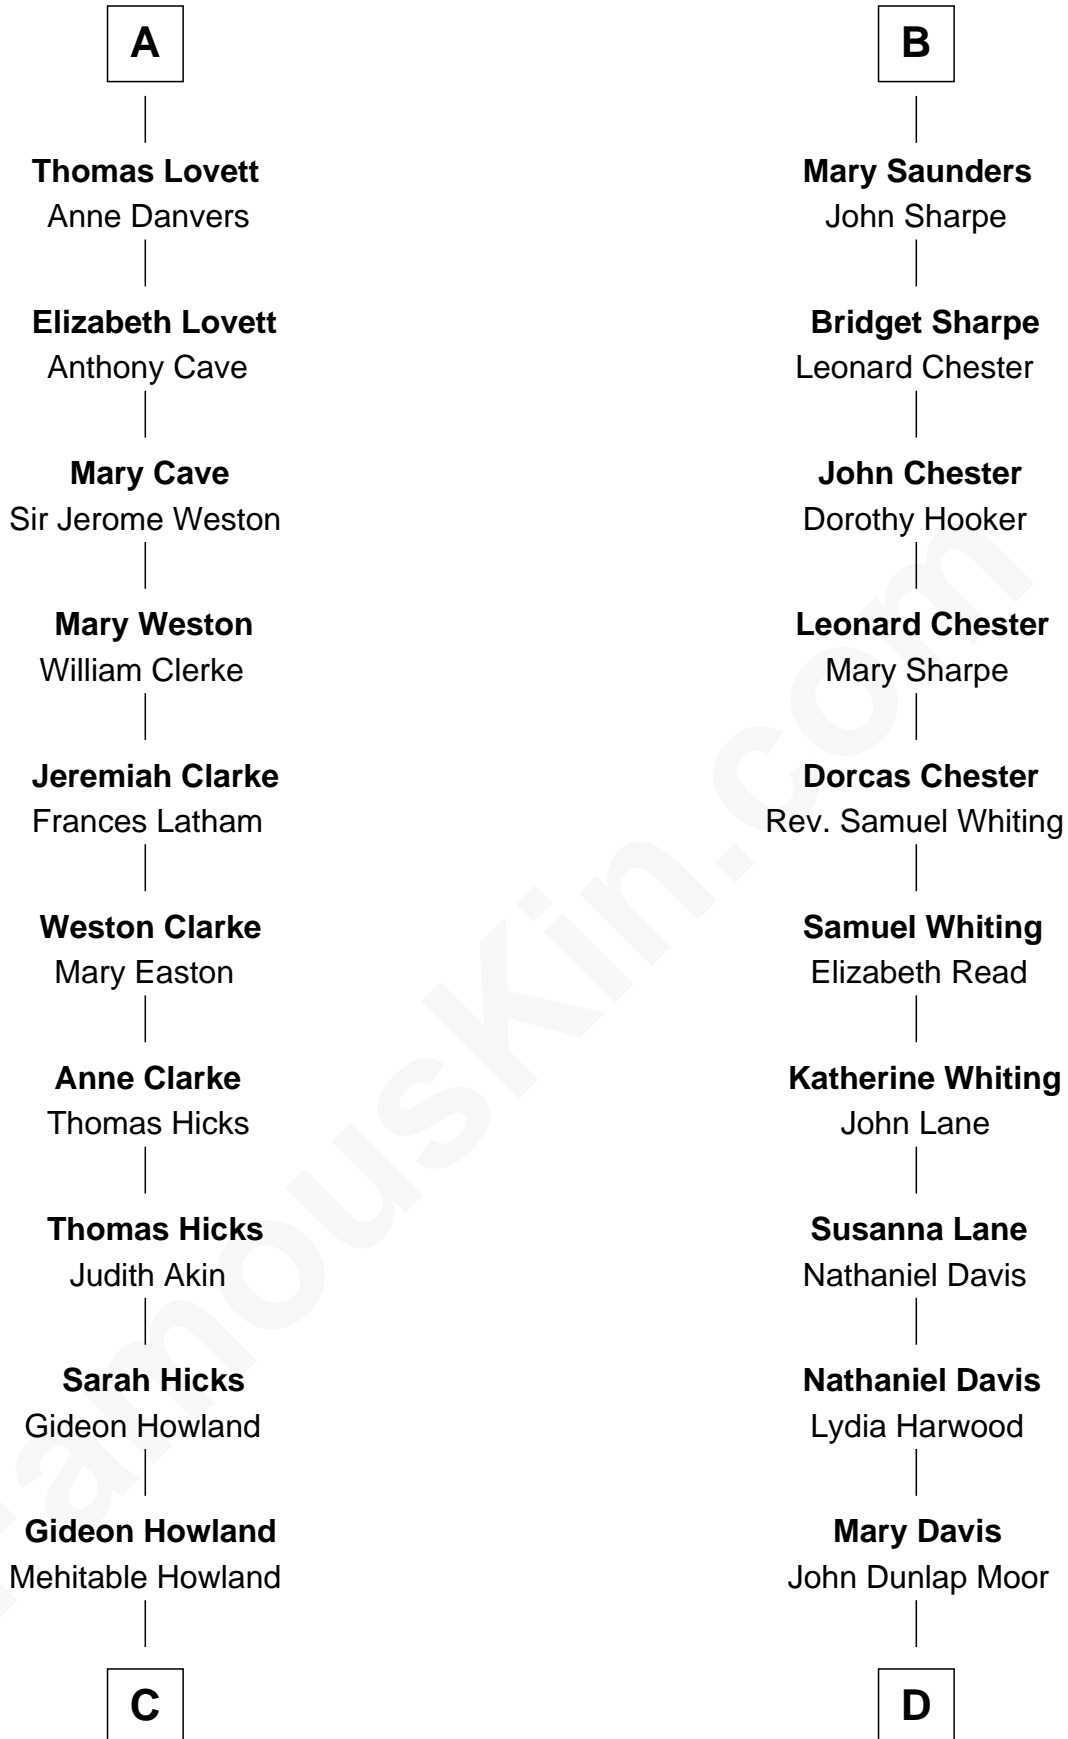 A
Thomas Lovett
Anne Danvers
Elizabeth Lovett
Anthony Cave
Mary Cave
Sir Jerome Weston
Mary Weston
William Clerke
Jeremiah Clarke
Frances Latham
Weston Clarke
Mary Easton
Anne Clarke
Thomas Hicks
Thomas Hicks
Judith Akin
Sarah Hicks
Gideon Howland
Gideon Howland
Mehitable Howland
C
B
Mary Saunders
John Sharpe
Bridget Sharpe
Leonard Chester
John Chester
Dorothy Hooker
Leonard Chester
Mary Sharpe
Dorcas Chester
Rev. Samuel Whiting
Samuel Whiting
Elizabeth Read
Katherine Whiting
John Lane
Susanna Lane
Nathaniel Davis
Nathaniel Davis
Lydia Harwood
Mary Davis
John Dunlap Moor
D
FamousKin.com